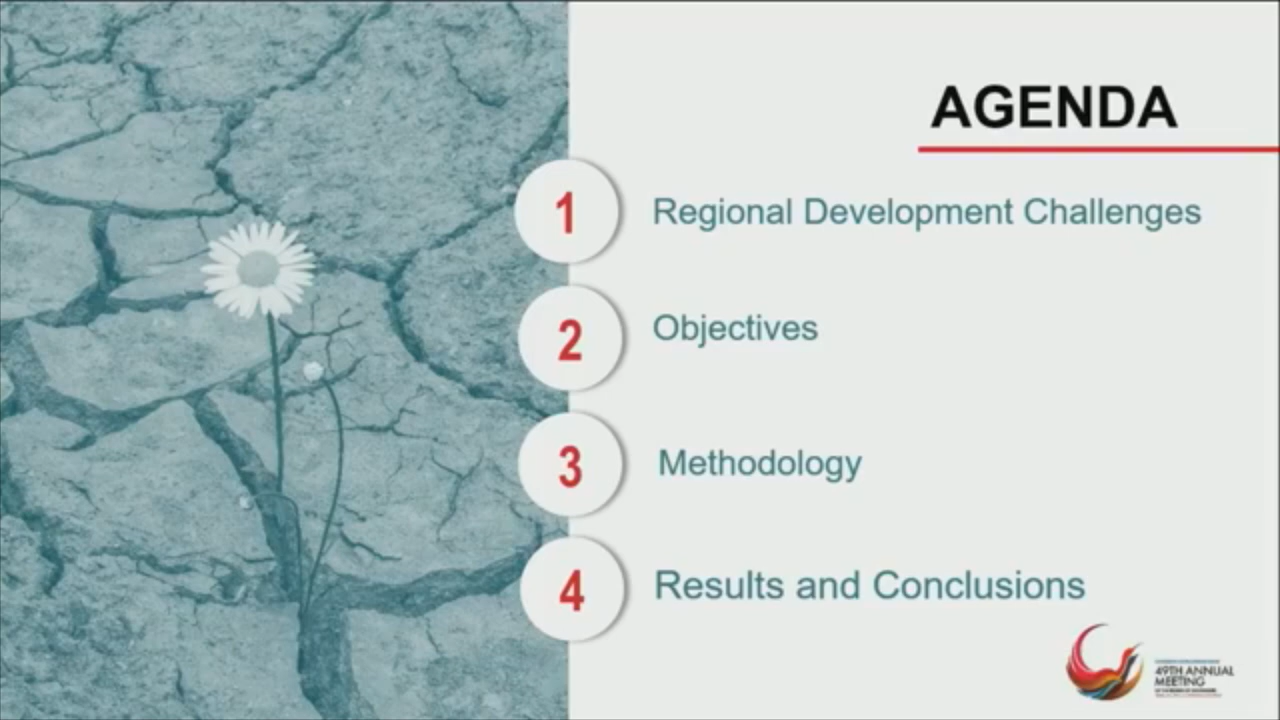 AGENDA
1
Regional Development Challenges
2
Objectives
3
Methodology
4
Results and Conclusions
49TH ANNUAL
MEETING